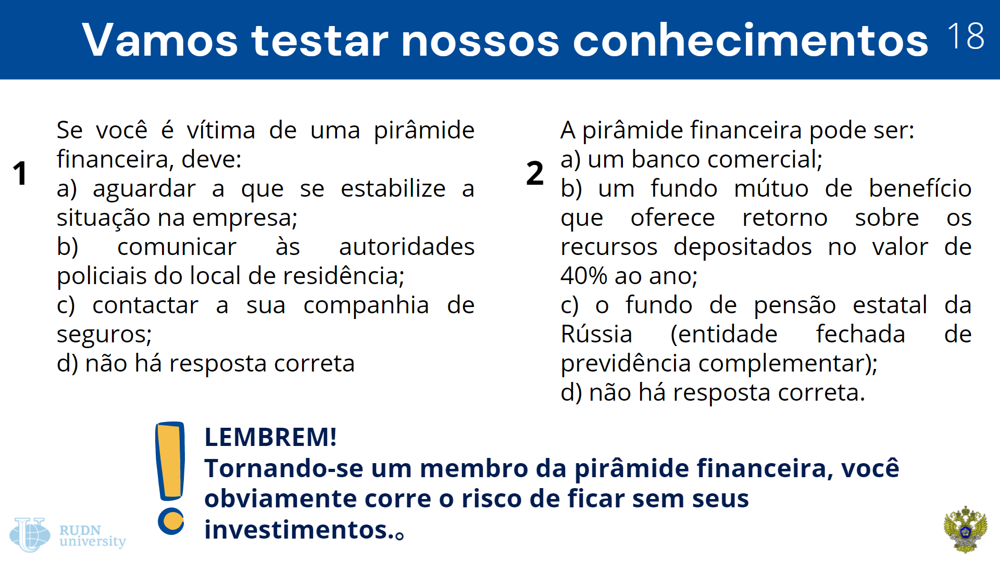 Vamos testar nossos conhecimentos
18
1
Se você é vítima de uma pirâmide
financeira, deve:
a) aguardar a que se estabilize a
situação na empresa;
b) comunicar às autoridades
policiais do local de residência;
c) contactar a sua companhia de
seguros;
d) não há resposta correta
2
A pirâmide financeira pode ser:
a) um banco comercial;
b) um fundo mútuo de benefício
que oferece retorno sobre os
recursos depositados no valor de
40% ao ano;
c) o fundo de pensão estatal da
Rússia (entidade fechada de
previdência complementar);
d) não há resposta correta.
LEMBREM!
Tornando-se um membro da pirâmide financeira, você
obviamente corre o risco de ficar sem seus
investimentos.。
RUDN
university